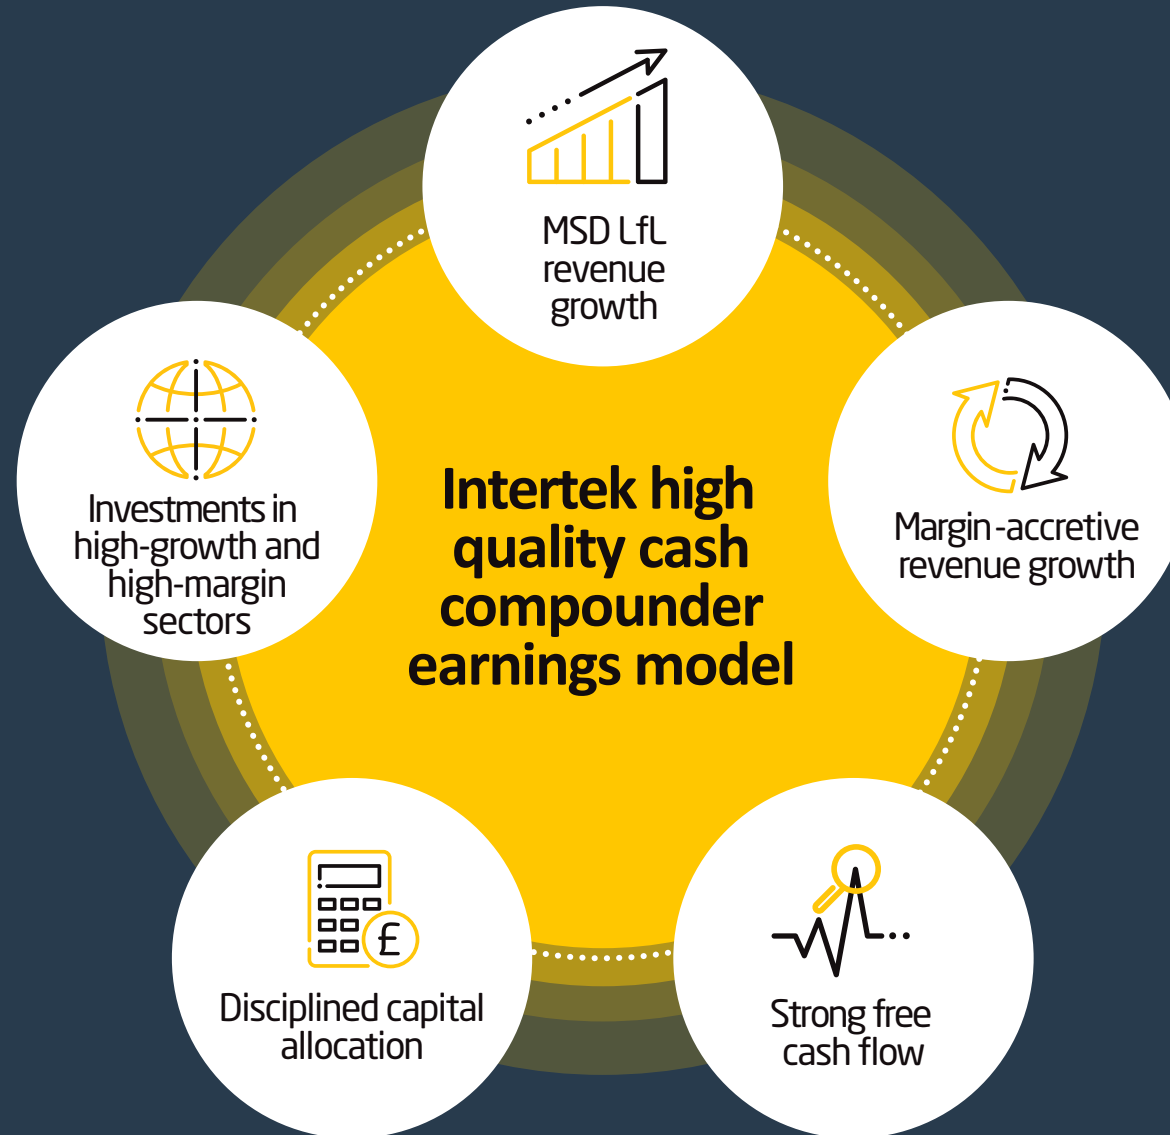 MSD LfL
revenue
growth
Margin-accretive
revenue growth
Strong free
cash flow
£
Disciplined capital
allocation
Investments in
high-growth and
high-margin
sectors
Intertek high
quality cash
compounder
earnings model